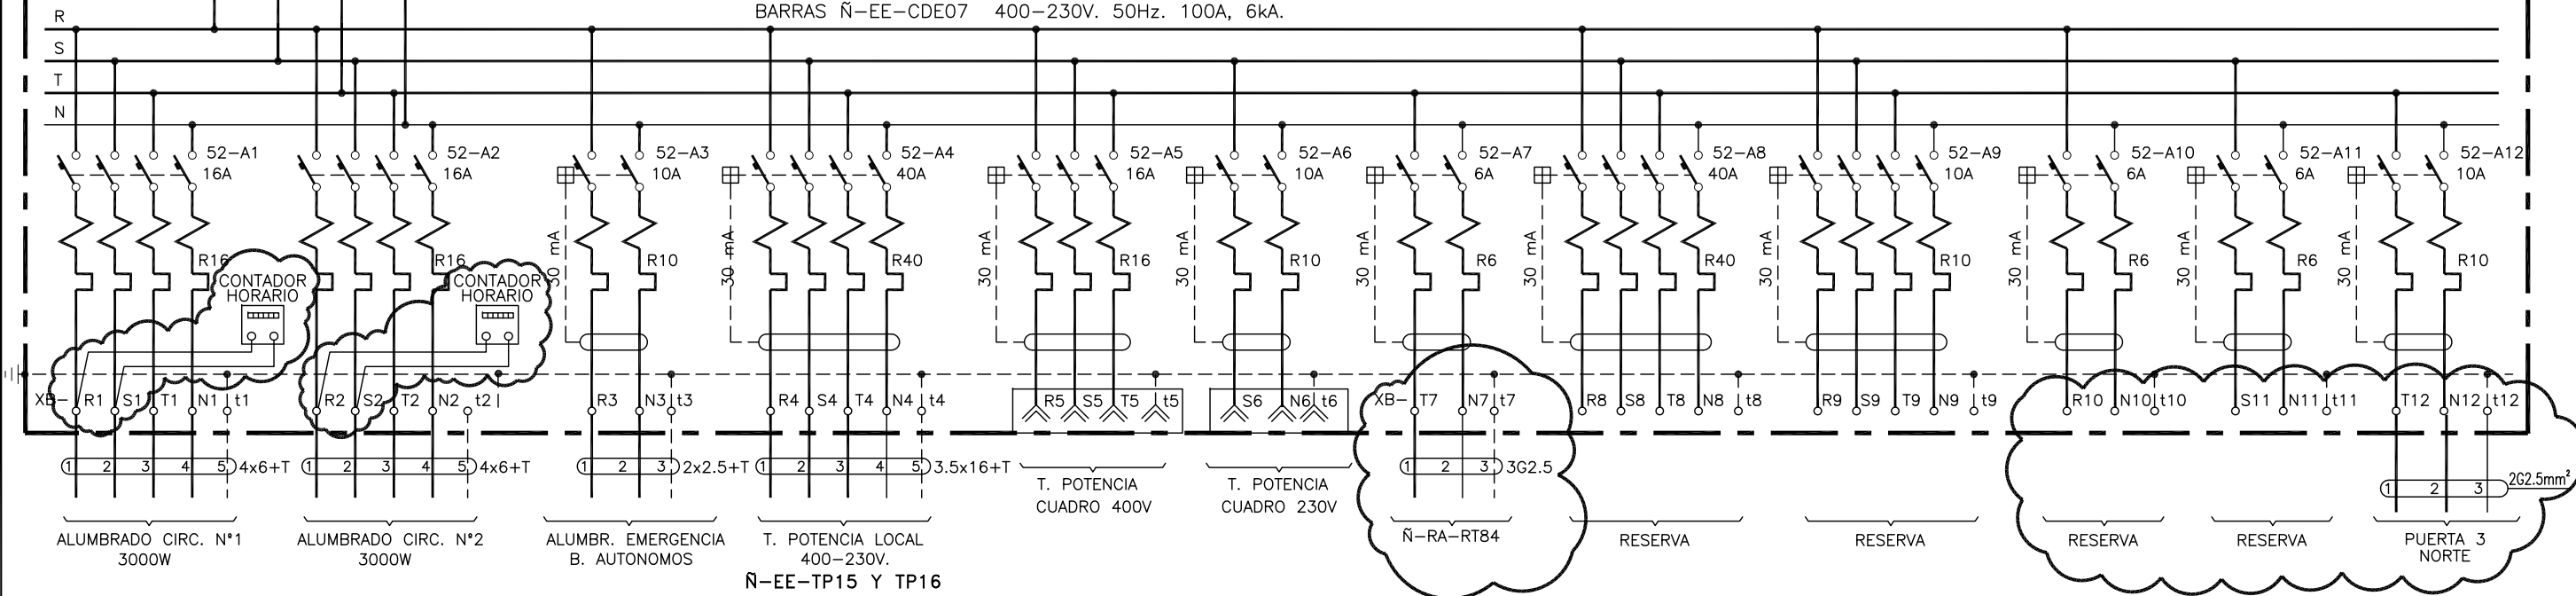 BARRAS Ñ-EE-CDE07 400-230V. 50Hz. 100A, 6kA.
R
S
T
N
52-A1 52-A2 52-A3 52-A4 52-A5 52-A6 52-A7 52-A8 52-A9 52-A10 52-A11 52-A12
16A 16A 10A 40A 16A 10A 6A 40A 10A 6A 6A 10A
30 mA 30 mA 30 mA 30 mA 30 mA 30 mA 30 mA 30 mA 30 mA 30 mA
R16 R16 R10 R40 R16 R10 R6 R40 R10 R6 R6 R10
CONTADOR CONTADOR
HORARIO HORARIO
XB- R1 S1 T1 N1 t1 R2 S2 T2 N2 t2 R3 N3 t3 R4 S4 T4 N4 t4 R5 S5 T5 t5 S6 N6 t6 XB- T7 N7 t7 R8 S8 T8 N8 t8 R9 S9 T9 N9 t9 R10 N10 t10 S11 N11 t11 T12 N12 t12
1 2 3 4 5 4x6+T 1 2 3 4 5 4x6+T 1 2 3 2x2.5+T 1 2 3 4 5 3.5x16+T 1 2 3 3G2.5
1 2 3 2G2.5mm²
T. POTENCIA T. POTENCIA
CUADRO 400V CUADRO 230V
ALUMBRADO CIRC. Nº1
3000W
ALUMBRADO CIRC. Nº2
3000W
ALUMBR. EMERGENCIA
B. AUTONOMOS
T. POTENCIA LOCAL
400-230V.
Ñ-EE-TP15 Y TP16
Ñ-RA-RT84
RESERVA
RESERVA
RESERVA
RESERVA
PUERTA 3
NORTE